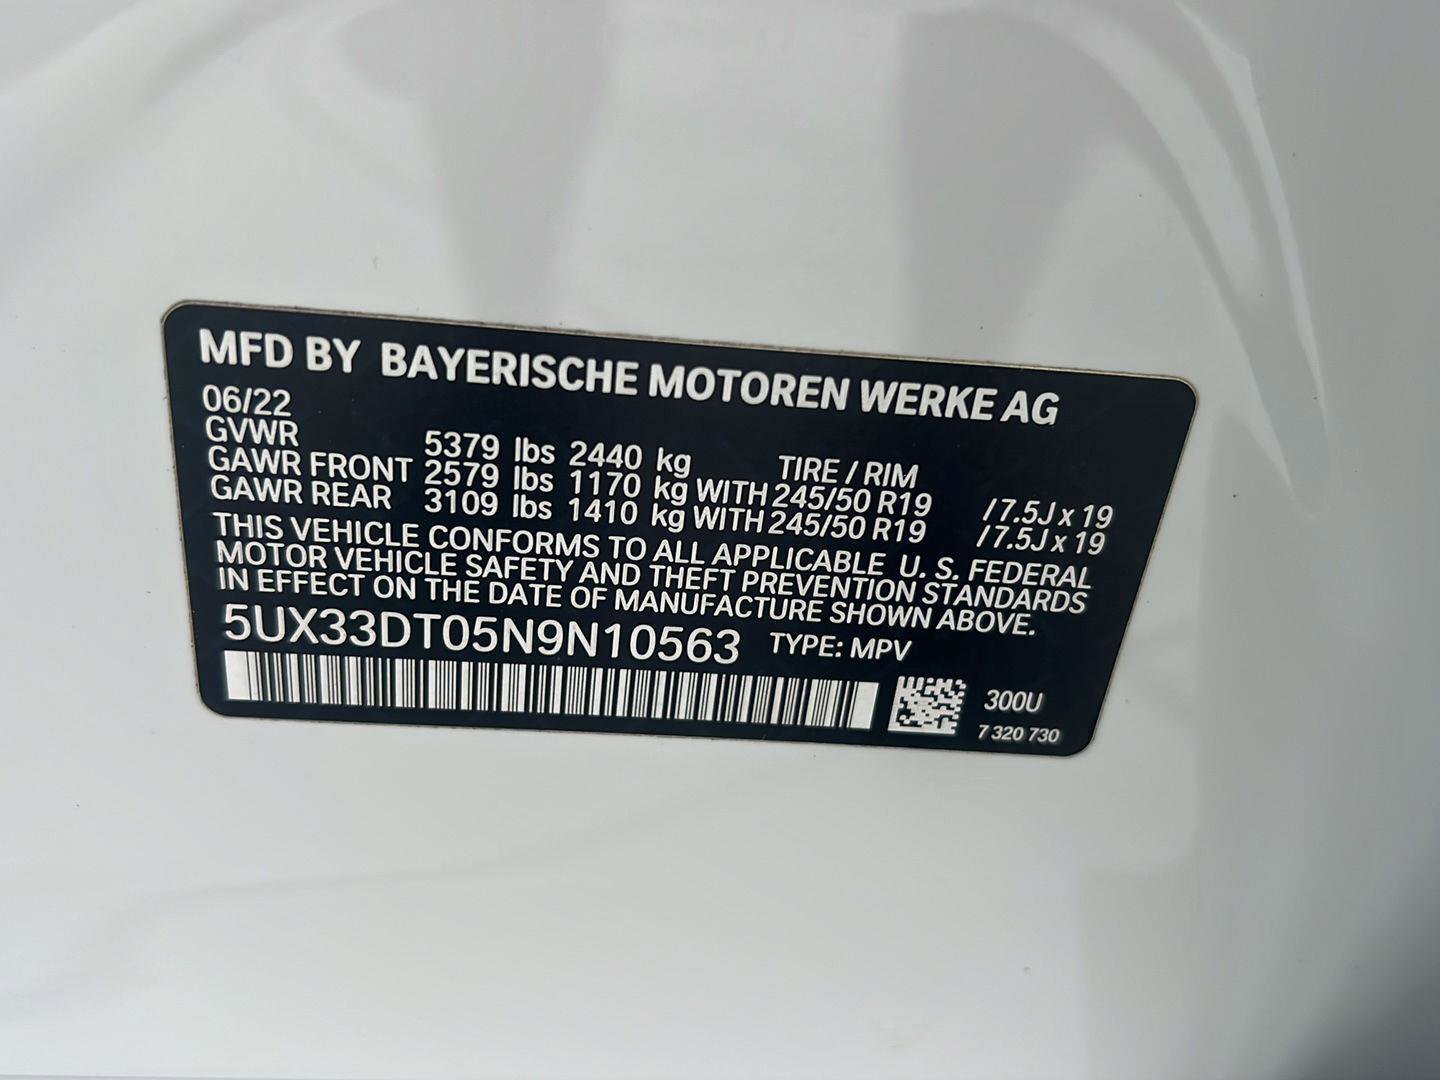 MFD BY BAYERISCHE MOTOREN WERKE AG
06/22
GVWR 5379 lbs 2440 kg TIRE / RIM
GAWR FRONT 2579 lbs 1170 kg WITH 245/50 R19 / 7.5J x 19
GAWR REAR 3109 lbs 1410 kg WITH 245/50 R19 / 7.5J x 19
THIS VEHICLE CONFORMS TO ALL APPLICABLE U. S. FEDERAL
MOTOR VEHICLE SAFETY AND THEFT PREVENTION STANDARDS
IN EFFECT ON THE DATE OF MANUFACTURE SHOWN ABOVE.
5UX33DT05N9N10563 TYPE: MPV
300U
7 320 730